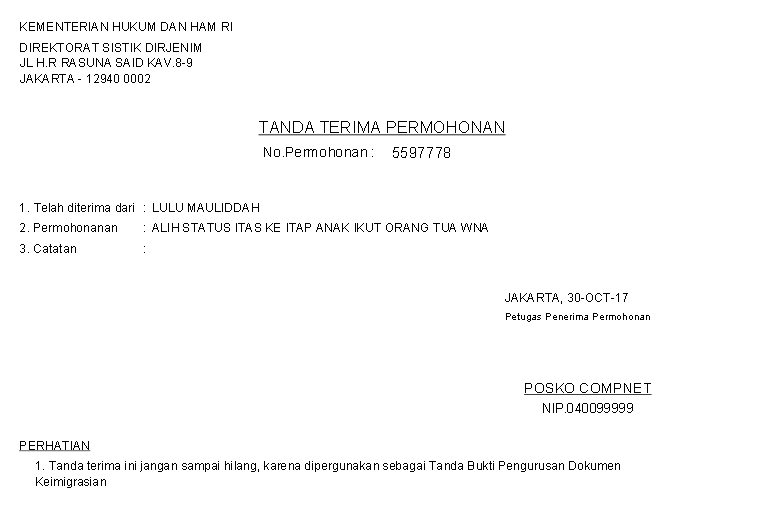 KEMENTERIAN HUKUM DAN HAM RI
DIREKTORAT SISTIK DIRJENIM
JL H.R RASUNA SAID KAV.8-9
JAKARTA - 12940 0002
TANDA TERIMA PERMOHONAN
No.Permohonan : 5597778
1. Telah diterima dari : LULU MAULIDDAH
2. Permohonanan : ALIH STATUS ITAS KE ITAP ANAK IKUT ORANG TUA WNA
3. Catatan :
JAKARTA, 30-OCT-17
Petugas Penerima Permohonan
POSKO COMPNET
NIP.040099999
PERHATIAN
1. Tanda terima ini jangan sampai hilang, karena dipergunakan sebagai Tanda Bukti Pengurusan Dokumen
Keimigrasian